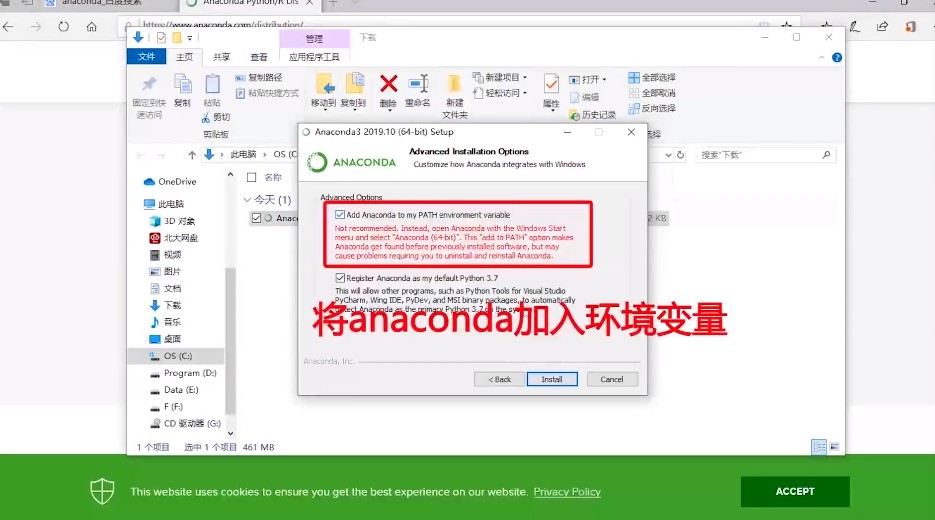 anaconda_百度搜索
Anaconda Python/R Dis
https://www.anaconda.com/distribution/
管理
下载
文件
主页
共享
查看
应用程序工具
固定到快
速访问
复制
粘贴
复制路径
粘贴快捷方式
剪切
剪贴板
移动到
复制到
删除
重命名
新建
文件夹
新建项目
轻松访问
属性
打开
编辑
历史记录
全部选择
全部取消
反向选择
选择
此电脑
OS (C:
搜索"下载"
OneDrive
此电脑
3D 对象
北大网盘
视频
图片
文档
下载
音乐
桌面
OS (C:)
Program (D:)
Data (E:)
F (F:)
CD 驱动器 (G:)
名称
今天 (1)
Anaco
2 KB
Anaconda3 2019.10 (64-bit) Setup
ANACONDA
Advanced Installation Options
Customize how Anaconda integrates with Windows
Advanced Options
Add Anaconda to my PATH environment variable
Not recommended. Instead, open Anaconda with the Windows Start
menu and select "Anaconda (64-bit)". This "add to PATH" option makes
Anaconda get found before previously installed software, but may
cause problems requiring you to uninstall and reinstall Anaconda.
Register Anaconda as my default Python 3.7
This will allow other programs, such as Python Tools for Visual Studio
PyCharm, Wing IDE, PyDev, and MSI binary packages, to automatically
detect Anaconda as the primary Python 3.7 on the sys
将anaconda加入环境变量
Anaconda, Inc.
< Back
Install
Cancel
1 个项目
选中 1 个项目 461 MB
This website uses cookies to ensure you get the best experience on our website. Privacy Policy
ACCEPT